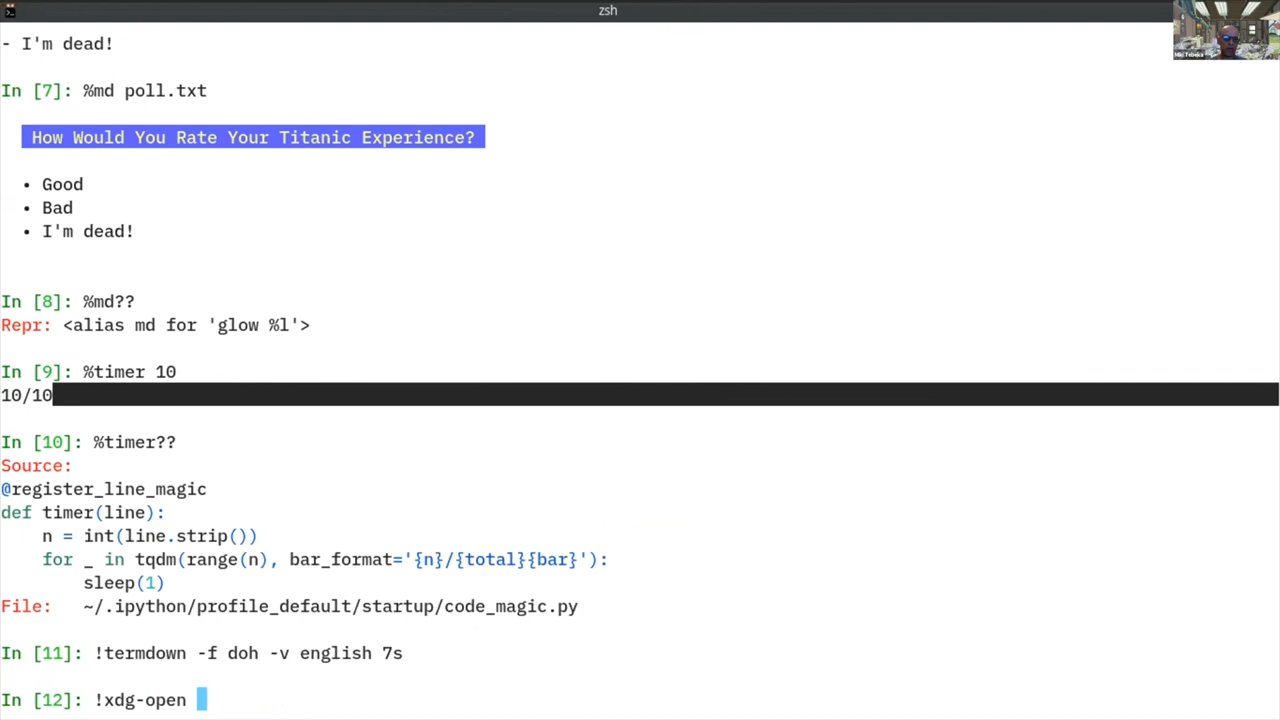 zsh
- I'm dead!
In [7]: %md poll.txt
How Would You Rate Your Titanic Experience?
• Good
• Bad
• I'm dead!
In [8]: %md??
Repr: <alias md for 'glow %l'>
In [9]: %timer 10
10/10
In [10]: %timer??
Source:
@register_line_magic
def timer(line):
    n = int(line.strip())
    for _ in tqdm(range(n), bar_format='{n}/{total}{bar}'):
        sleep(1)
File:   ~/.ipython/profile_default/startup/code_magic.py
In [11]: !termdown -f doh -v english 7s
In [12]: !xdg-open
Miki Tebeka